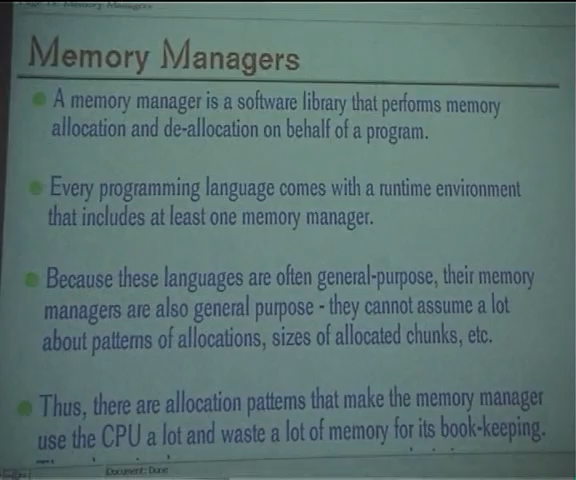 Page 11: Memory Managers
Memory Managers
A memory manager is a software library that performs memory
allocation and de-allocation on behalf of a program.
Every programming language comes with a runtime environment
that includes at least one memory manager.
Because these languages are often general-purpose, their memory
managers are also general purpose - they cannot assume a lot
about patterns of allocations, sizes of allocated chunks, etc.
Thus, there are allocation patterns that make the memory manager
use the CPU a lot and waste a lot of memory for its book-keeping.
Document: Done